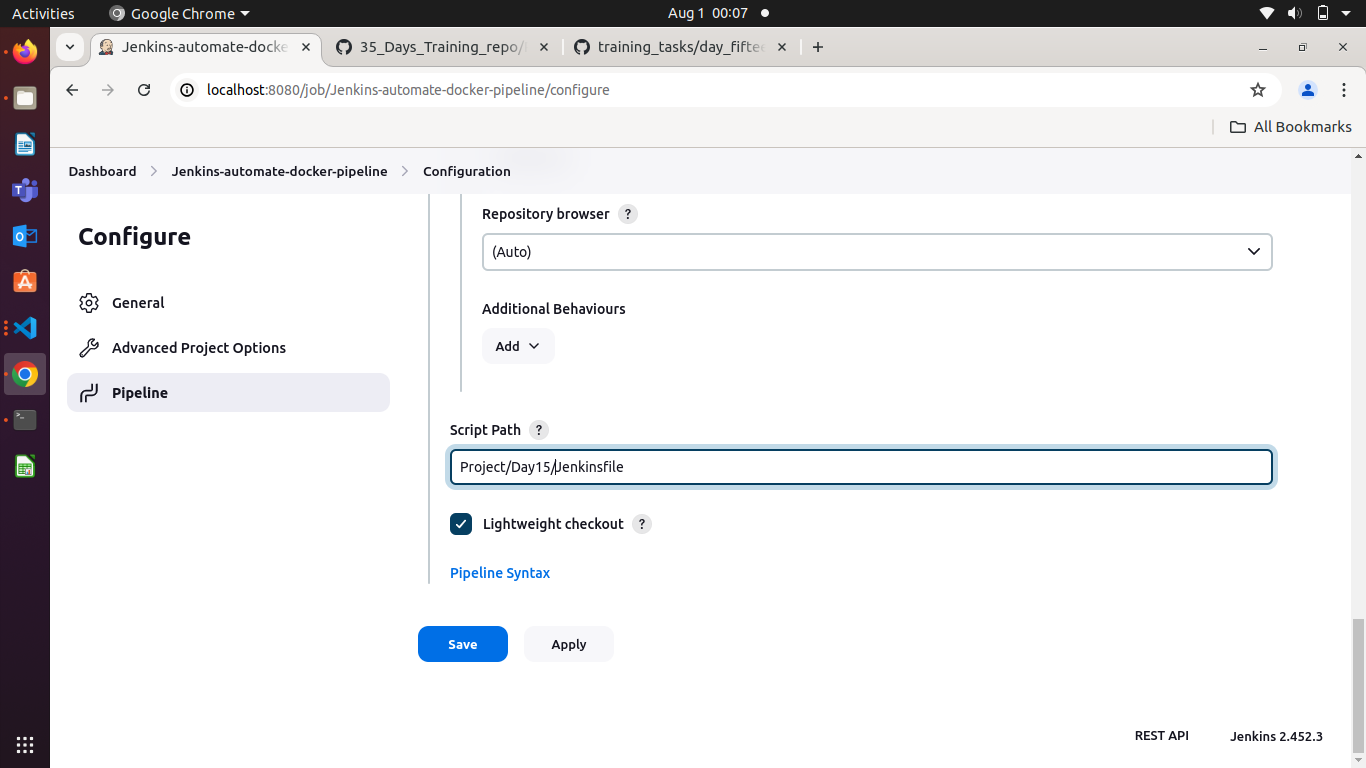 Activities
Google Chrome
Aug 1 00:07
Jenkins-automate-docke
35_Days_Training_repo/
training_tasks/day_fiftee
localhost:8080/job/Jenkins-automate-docker-pipeline/configure
All Bookmarks
Dashboard
Jenkins-automate-docker-pipeline
Configuration
Configure
General
Advanced Project Options
Pipeline
Repository browser ?
(Auto)
Additional Behaviours
Add
Script Path ?
Project/Day15/Jenkinsfile
Lightweight checkout ?
Pipeline Syntax
Save
Apply
REST API
Jenkins 2.452.3